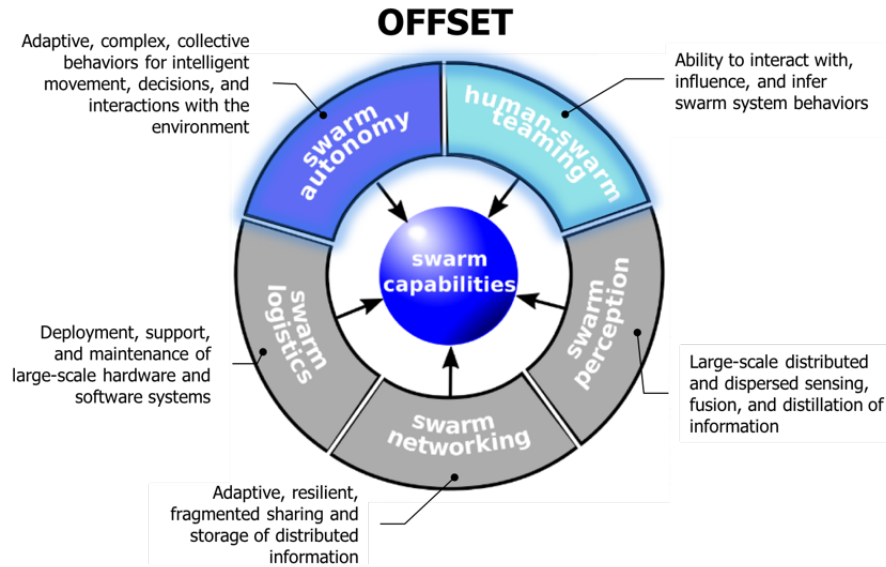 OFFSET
Adaptive, complex, collective
behaviors for intelligent
movement, decisions, and
interactions with the
environment
Ability to interact with,
influence, and infer
swarm system behaviors
swarm
autonomy
human-swarm
teaming
swarm
capabilities
swarm
logistics
swarm
perception
swarm
networking
Deployment, support,
and maintenance of
large-scale hardware and
software systems
Large-scale distributed
and dispersed sensing,
fusion, and distillation of
information
Adaptive, resilient,
fragmented sharing and
storage of distributed
information